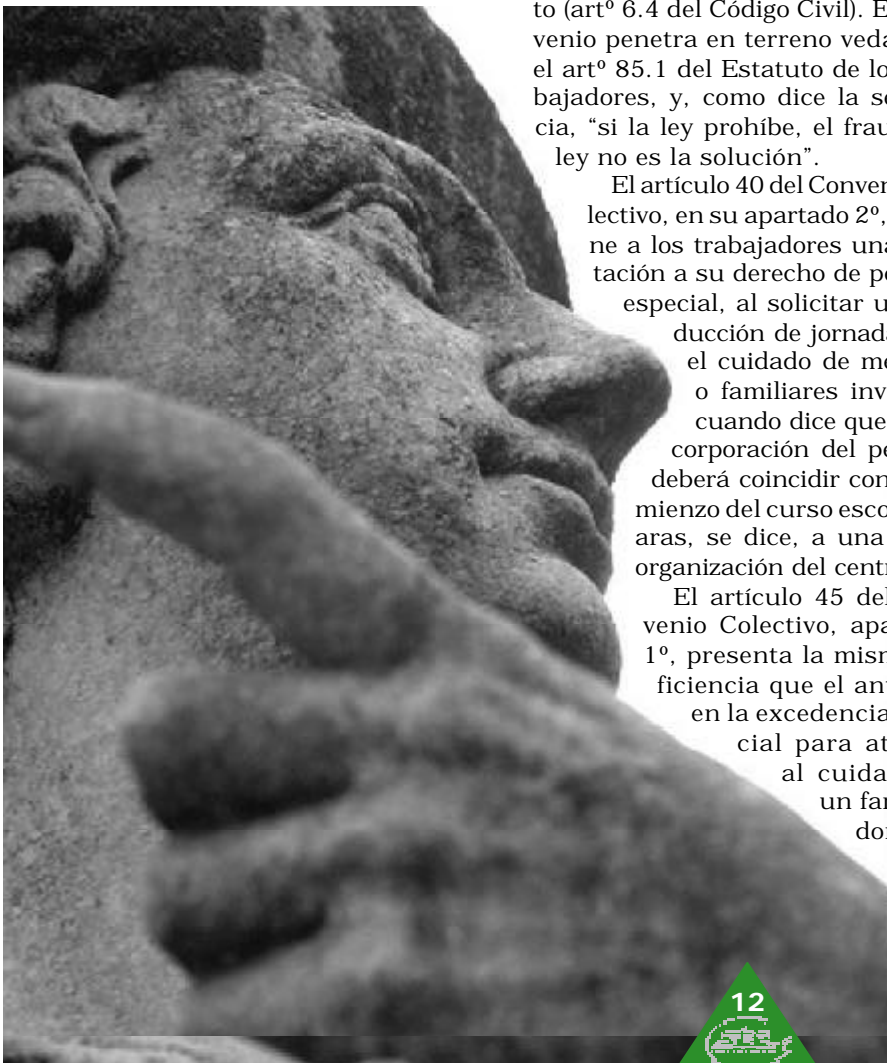 to (artº 6.4 del Código Civil). E
venio penetra en terreno veda
el artº 85.1 del Estatuto de lo
bajadores, y, como dice la se
cia, “si la ley prohíbe, el frau
ley no es la solución”.
El artículo 40 del Conven
lectivo, en su apartado 2º,
ne a los trabajadores una
tación a su derecho de pe
especial, al solicitar u
ducción de jornada
el cuidado de me
o familiares inv
cuando dice que
corporación del pe
deberá coincidir con
mienzo del curso esco
aras, se dice, a una
organización del centr
El artículo 45 del
venio Colectivo, apa
1º, presenta la misn
ficiencia que el ant
en la excedencia
cial para at
al cuida
un fan
do
12